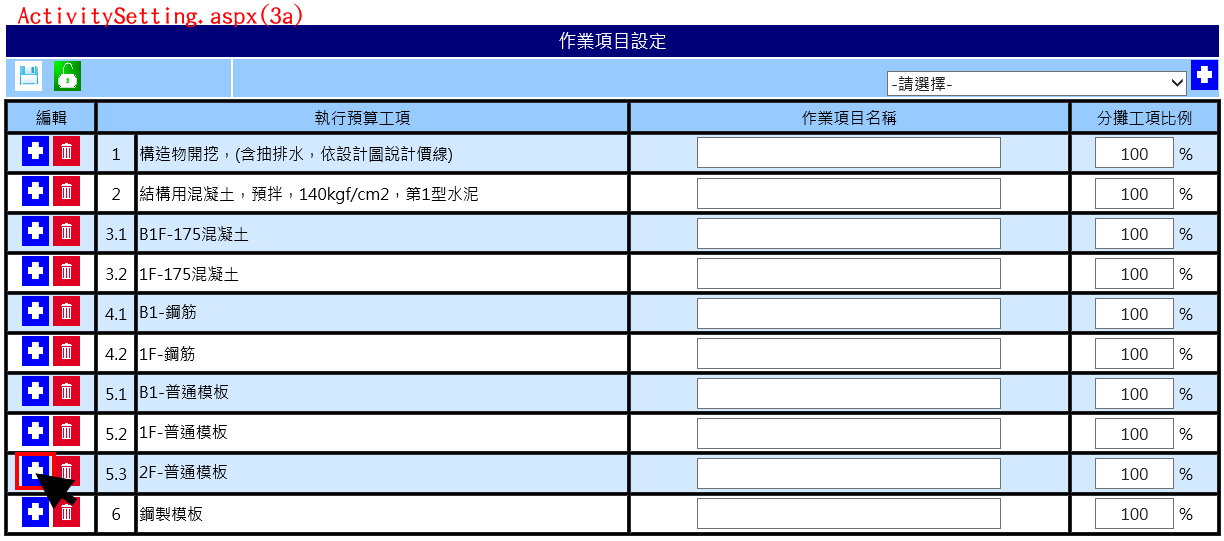 ActivitySetting.aspx(3a)
作業項目設定
-請選擇-
編輯 執行預算工項 作業項目名稱 分攤工項比例
1 構造物開挖，(含抽排水，依設計圖說計價線) 100 %
2 結構用混凝土，預拌，140kgf/cm2，第1型水泥 100 %
3.1 B1F-175混凝土 100 %
3.2 1F-175混凝土 100 %
4.1 B1-鋼筋 100 %
4.2 1F-鋼筋 100 %
5.1 B1-普通模板 100 %
5.2 1F-普通模板 100 %
5.3 2F-普通模板 100 %
6 鋼製模板 100 %